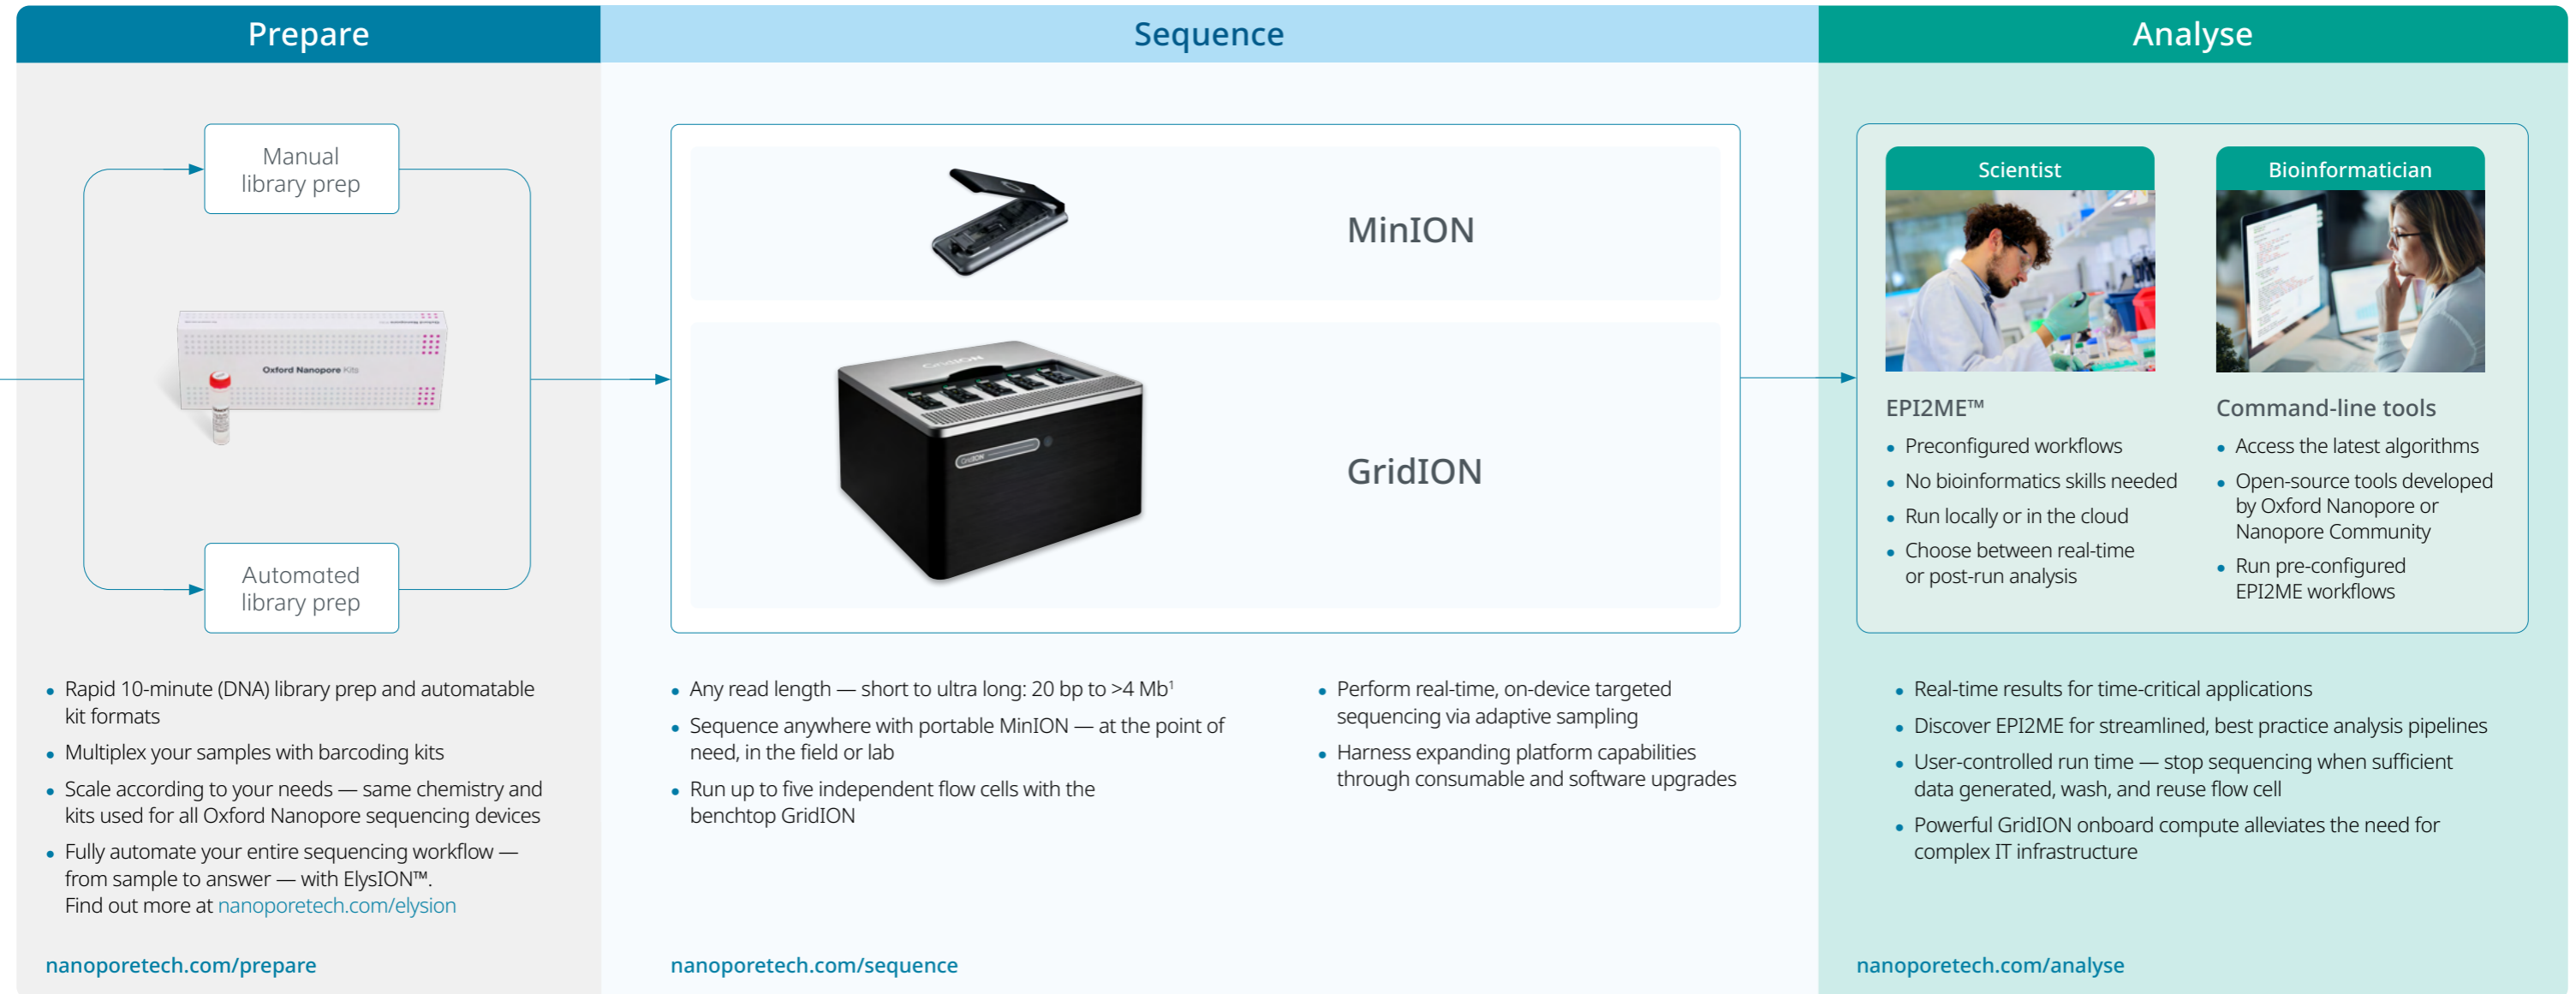 Prepare
Manual
library prep
Oxford Nanopore Kits
Automated
library prep
• Rapid 10-minute (DNA) library prep and automatable
kit formats
• Multiplex your samples with barcoding kits
• Scale according to your needs — same chemistry and
kits used for all Oxford Nanopore sequencing devices
• Fully automate your entire sequencing workflow —
from sample to answer — with ElysION™.
Find out more at nanoporetech.com/elysion
nanoporetech.com/prepare
Sequence
MinION
GridION
GridION
GridION
• Any read length — short to ultra long: 20 bp to >4 Mb¹
• Sequence anywhere with portable MinION — at the point of
need, in the field or lab
• Run up to five independent flow cells with the
benchtop GridION
• Perform real-time, on-device targeted
sequencing via adaptive sampling
• Harness expanding platform capabilities
through consumable and software upgrades
nanoporetech.com/sequence
Analyse
Scientist
EPI2ME™
• Preconfigured workflows
• No bioinformatics skills needed
• Run locally or in the cloud
• Choose between real-time
or post-run analysis
Bioinformatician
Command-line tools
• Access the latest algorithms
• Open-source tools developed
by Oxford Nanopore or
Nanopore Community
• Run pre-configured
EPI2ME workflows
• Real-time results for time-critical applications
• Discover EPI2ME for streamlined, best practice analysis pipelines
• User-controlled run time — stop sequencing when sufficient
data generated, wash, and reuse flow cell
• Powerful GridION onboard compute alleviates the need for
complex IT infrastructure
nanoporetech.com/analyse